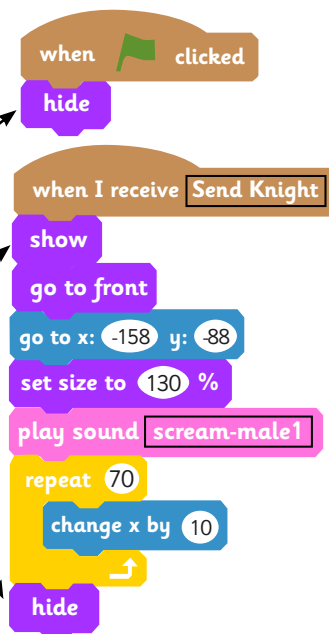 when clicked
hide
when I receive Send Knight
show
go to front
go to x: -158 y: -88
set size to 130 %
play sound scream-male1
repeat 70
change x by 10
hide